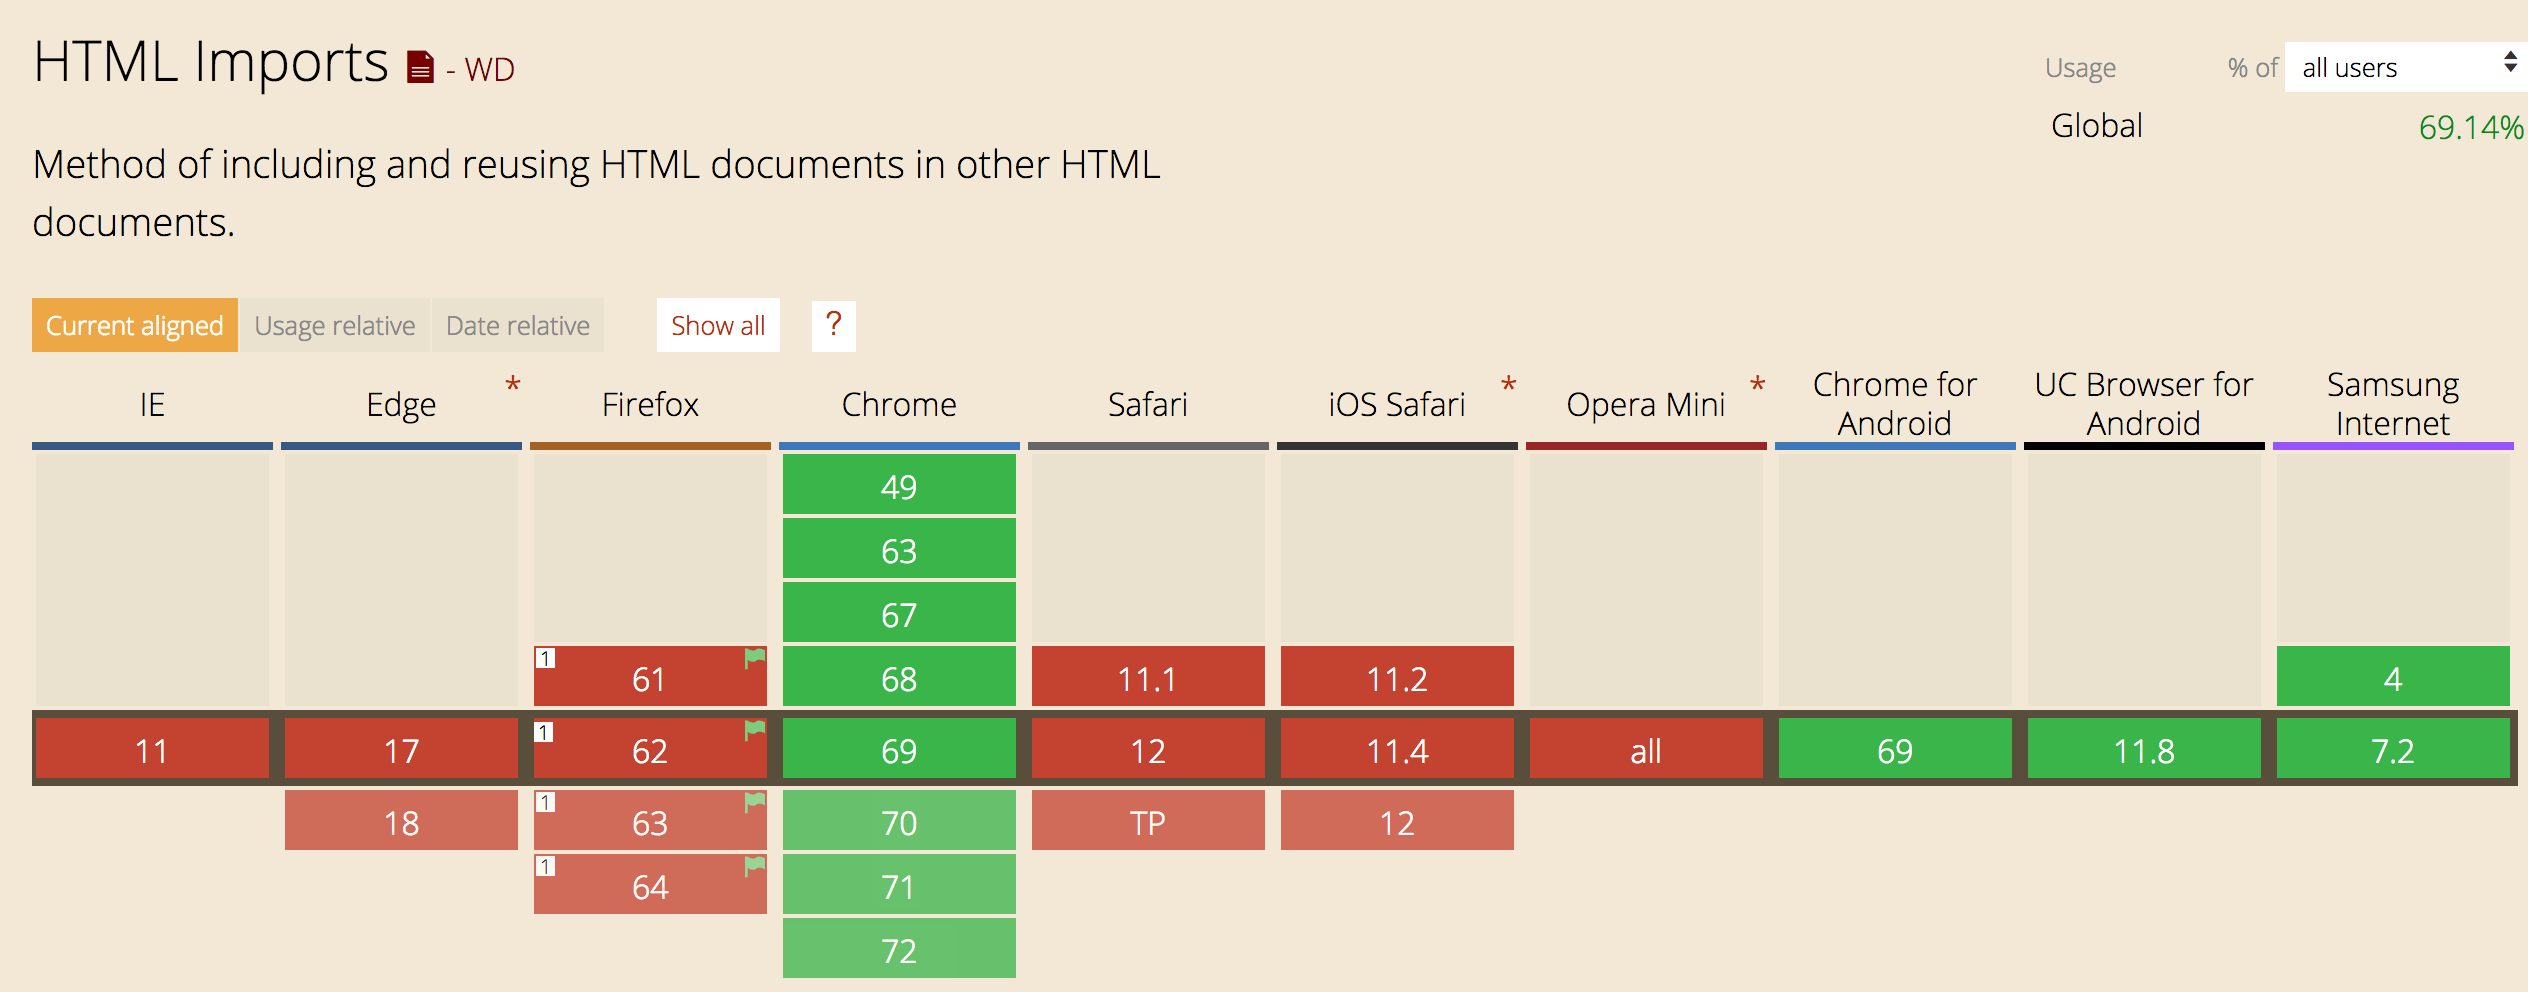 HTML Imports - WD
Usage % of all users
Global 69.14%
Method of including and reusing HTML documents in other HTML
documents.
Current aligned Usage relative Date relative Show all ?
IE Edge * Firefox Chrome Safari iOS Safari * Opera Mini * Chrome for Android UC Browser for Android Samsung Internet
49
63
67
1 61 68 11.1 11.2 4
11 17 1 62 69 12 11.4 all 69 11.8 7.2
18 1 63 70 TP 12
1 64 71
72